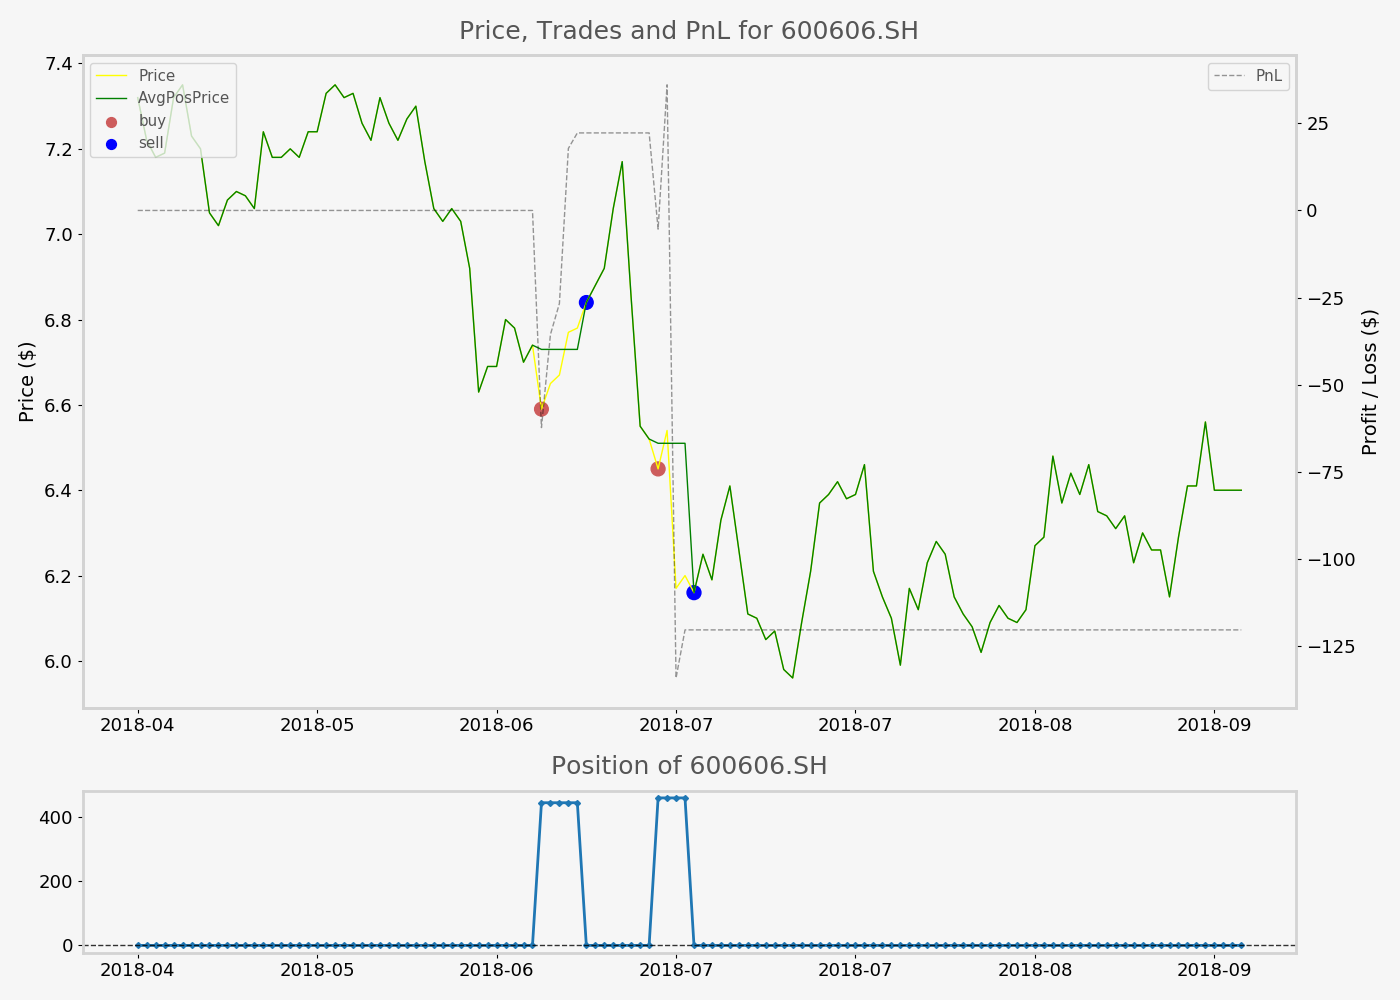 Price, Trades and PnL for 600606.SH
Price
AvgPosPrice
buy
sell
PnL
7.4
7.2
7.0
6.8
6.6
6.4
6.2
6.0
Price ($)
25
0
−25
−50
−75
−100
−125
Profit / Loss ($)
2018-04 2018-05 2018-06 2018-07 2018-07 2018-08 2018-09
Position of 600606.SH
400
200
0
2018-04 2018-05 2018-06 2018-07 2018-07 2018-08 2018-09